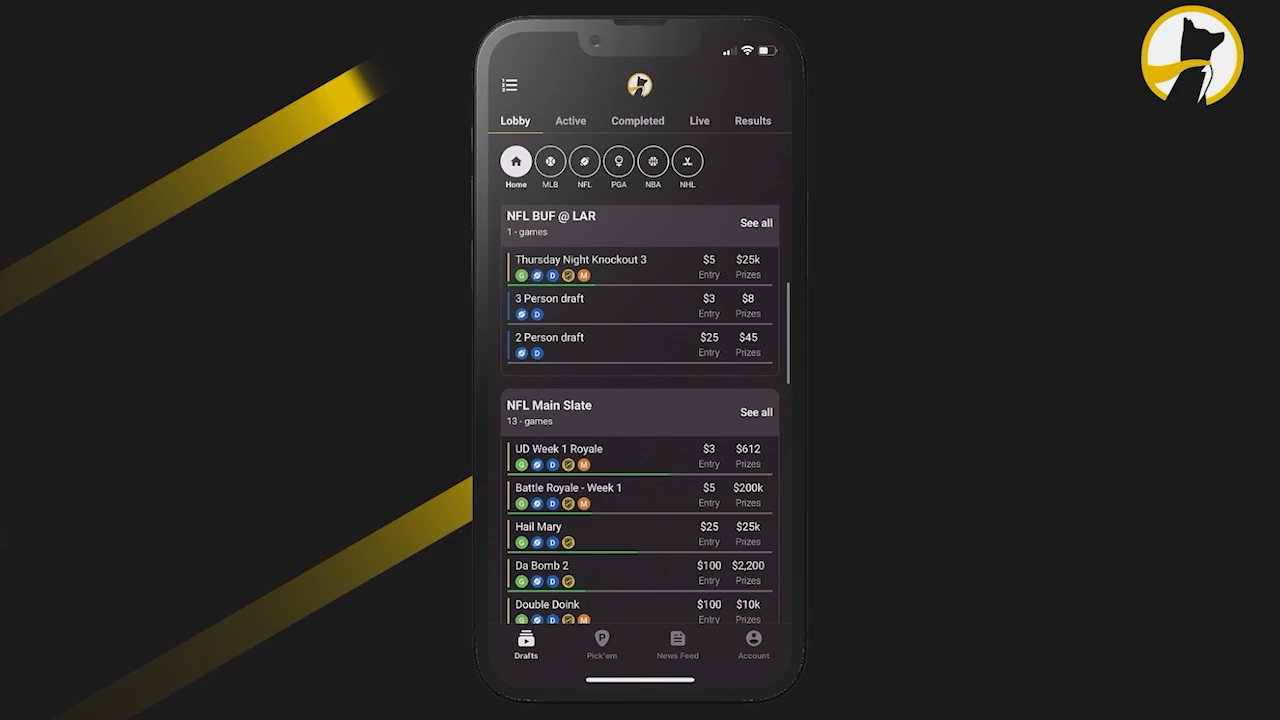 Lobby Active Completed Live Results
Home MLB NFL PGA NBA NHL
NFL BUF @ LAR
See all
1 - games
Thursday Night Knockout 3 $5 $25k
G D M Entry Prizes
3 Person draft $3 $8
D Entry Prizes
2 Person draft $25 $45
D Entry Prizes
NFL Main Slate
See all
13 - games
UD Week 1 Royale $3 $612
G D M Entry Prizes
Battle Royale - Week 1 $5 $200k
G D M Entry Prizes
Hail Mary $25 $25k
G D Entry Prizes
Da Bomb 2 $100 $2,200
G D Entry Prizes
Double Doink $100 $10k
G D M Entry Prizes
P
Drafts Pick'em News Feed Account